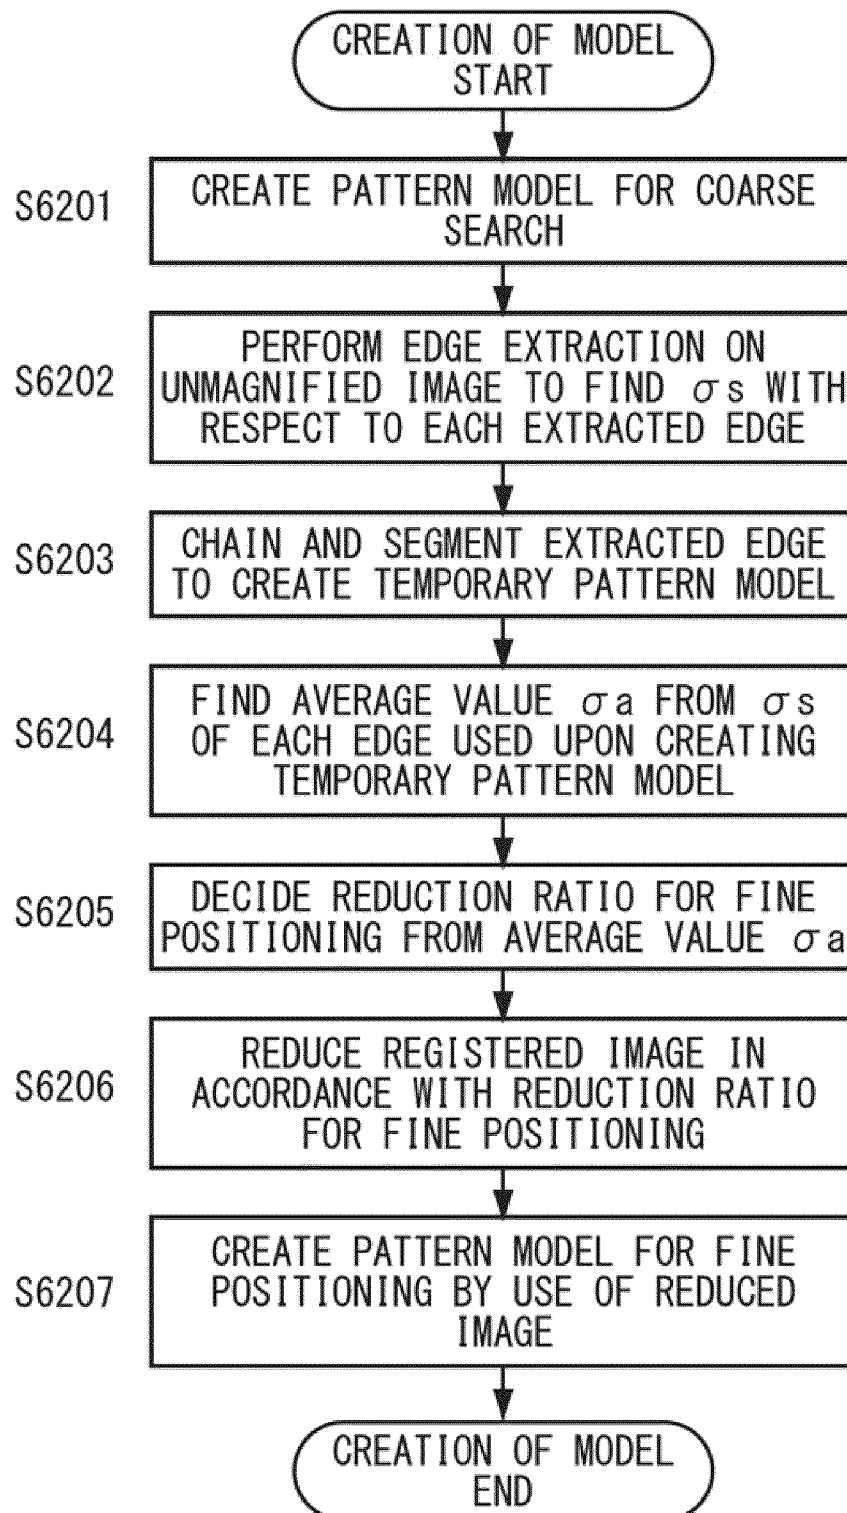 CREATION OF MODEL
START
S6201
CREATE PATTERN MODEL FOR COARSE
SEARCH
S6202
PERFORM EDGE EXTRACTION ON
UNMAGNIFIED IMAGE TO FIND σs WITH
RESPECT TO EACH EXTRACTED EDGE
S6203
CHAIN AND SEGMENT EXTRACTED EDGE
TO CREATE TEMPORARY PATTERN MODEL
S6204
FIND AVERAGE VALUE σa FROM σs
OF EACH EDGE USED UPON CREATING
TEMPORARY PATTERN MODEL
S6205
DECIDE REDUCTION RATIO FOR FINE
POSITIONING FROM AVERAGE VALUE σa
S6206
REDUCE REGISTERED IMAGE IN
ACCORDANCE WITH REDUCTION RATIO
FOR FINE POSITIONING
S6207
CREATE PATTERN MODEL FOR FINE
POSITIONING BY USE OF REDUCED
IMAGE
CREATION OF MODEL
END